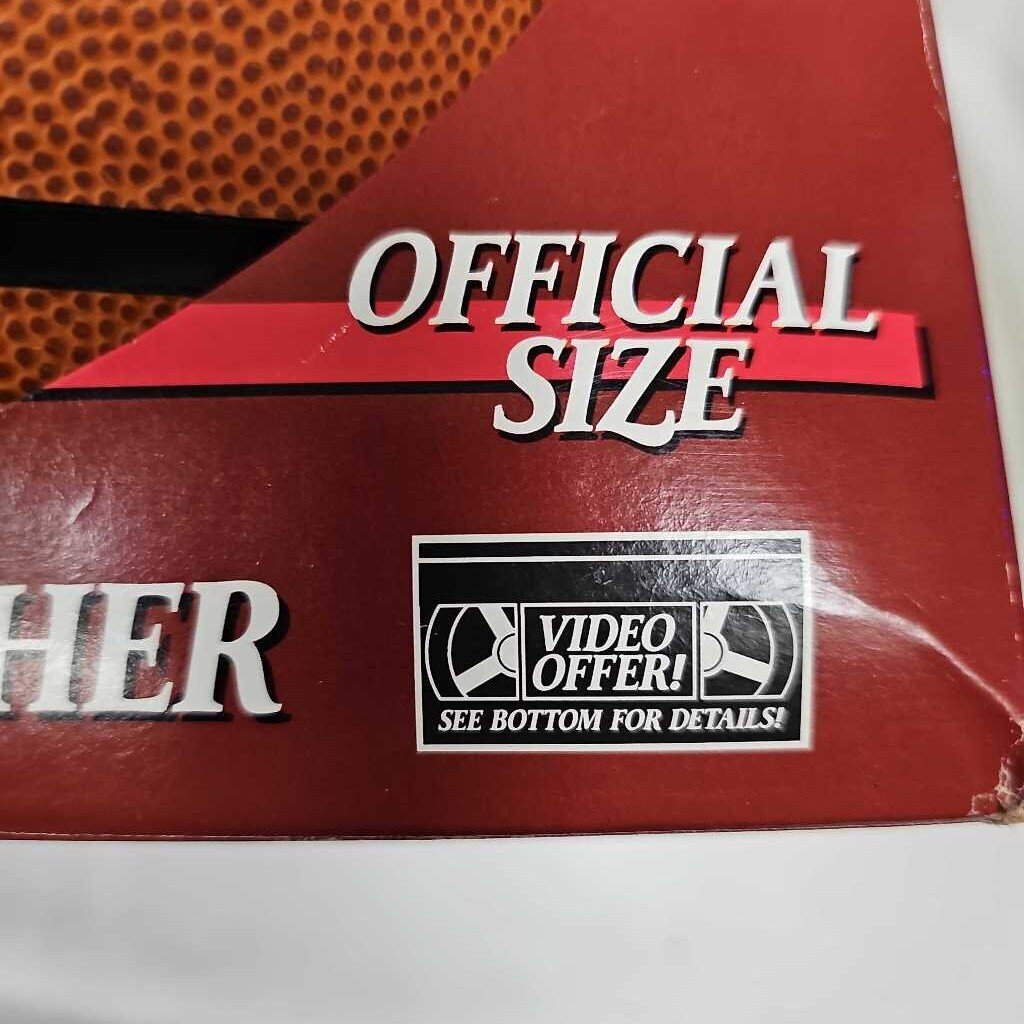 OFFICIAL
SIZE
HER
VIDEO
OFFER!
SEE BOTTOM FOR DETAILS!